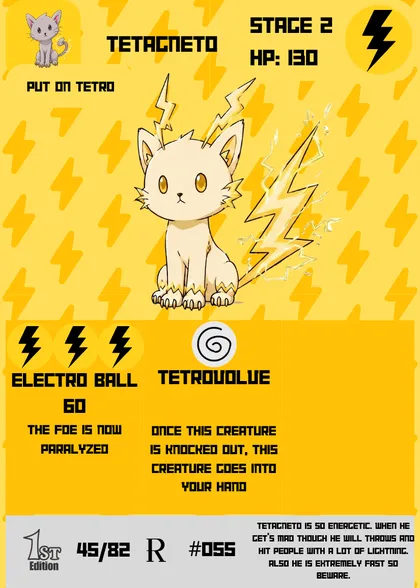 TETAGNETO
STAGE 2
HP: 130
PUT ON TETRO
ELECTRO BALL
60
THE FOE IS NOW
PARALYZED
TETROVOLVE
ONCE THIS CREATURE
IS KNOCKED OUT, THIS
CREATURE GOES INTO
YOUR HAND
1ST
Edition
45/82
R
#055
TETAGNETO IS SO ENERGETIC. WHEN HE
GET'S MAD THOUGH HE WILL THROWS AND
HIT PEOPLE WITH A LOT OF LIGHTNING.
ALSO HE IS EXTREMELY FAST SO
BEWARE.